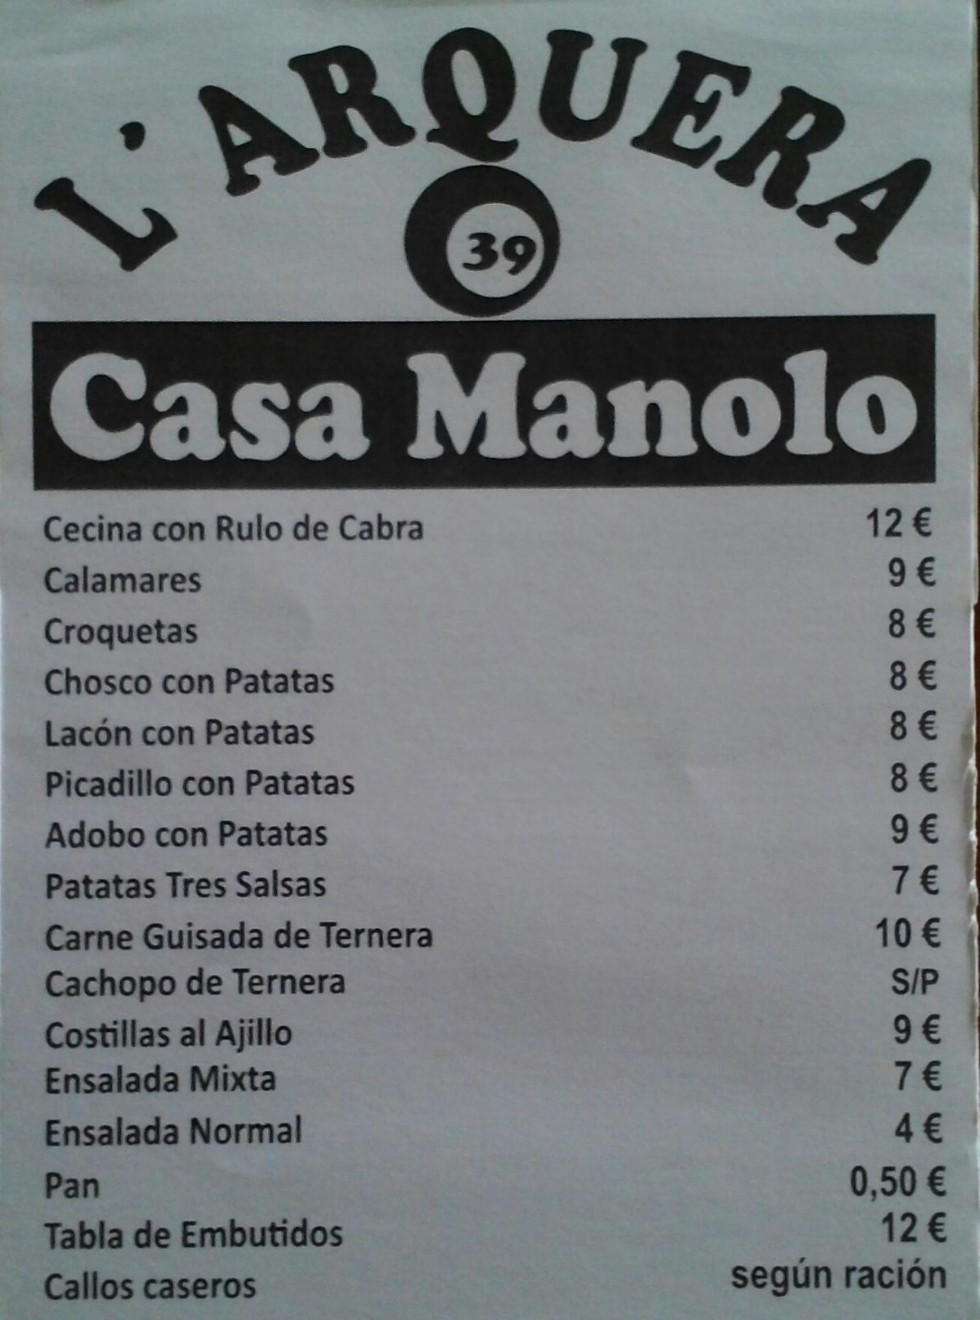 L'ARQUERA
39
Casa Manolo
Cecina con Rulo de Cabra 12 €
Calamares 9 €
Croquetas 8 €
Chosco con Patatas 8 €
Lacón con Patatas 8 €
Picadillo con Patatas 8 €
Adobo con Patatas 9 €
Patatas Tres Salsas 7 €
Carne Guisada de Ternera 10 €
Cachopo de Ternera S/P
Costillas al Ajillo 9 €
Ensalada Mixta 7 €
Ensalada Normal 4 €
Pan 0,50 €
Tabla de Embutidos 12 €
Callos caseros según ración